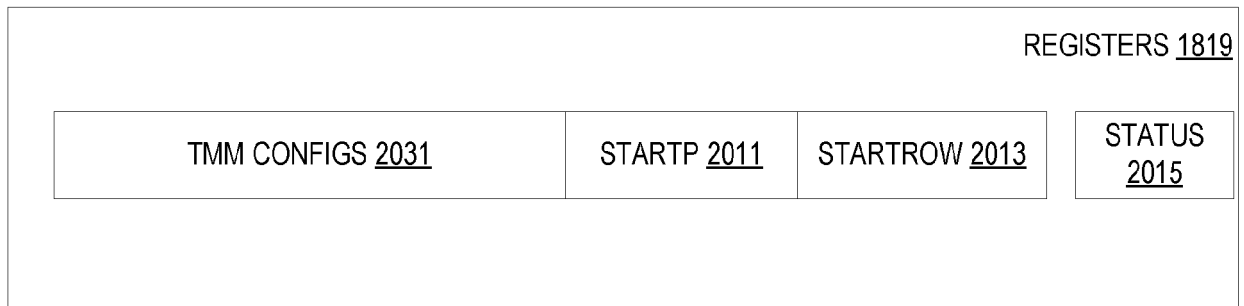 REGISTERS 1819
TMM CONFIGS 2031
STARTP 2011
STARTROW 2013
STATUS
2015